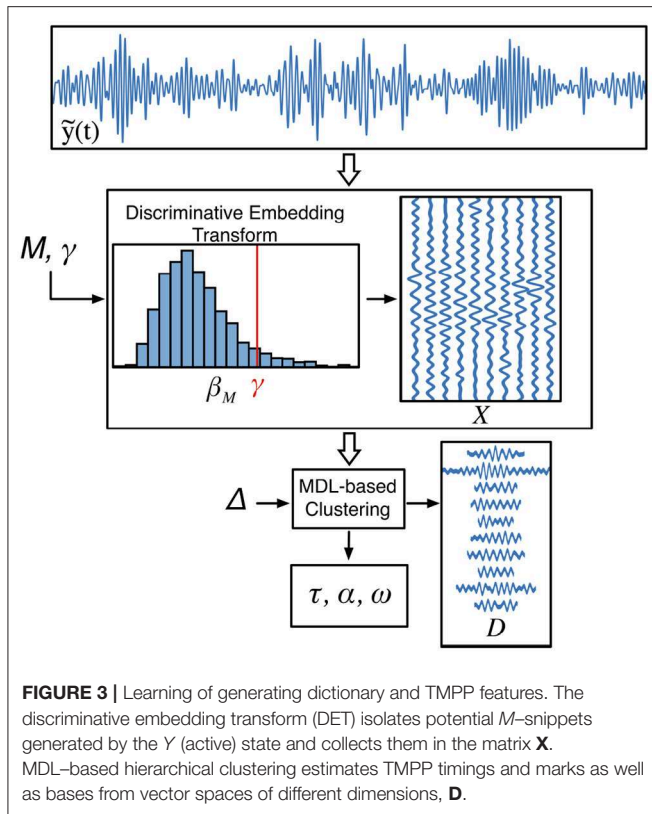 ỹ(t)
Discriminative Embedding
Transform
M, γ
β_M γ
X
Δ
MDL-based
Clustering
τ, α, ω
D
FIGURE 3 | Learning of generating dictionary and TMPP features. The
discriminative embedding transform (DET) isolates potential M–snippets
generated by the Y (active) state and collects them in the matrix X.
MDL–based hierarchical clustering estimates TMPP timings and marks as well
as bases from vector spaces of different dimensions, D.